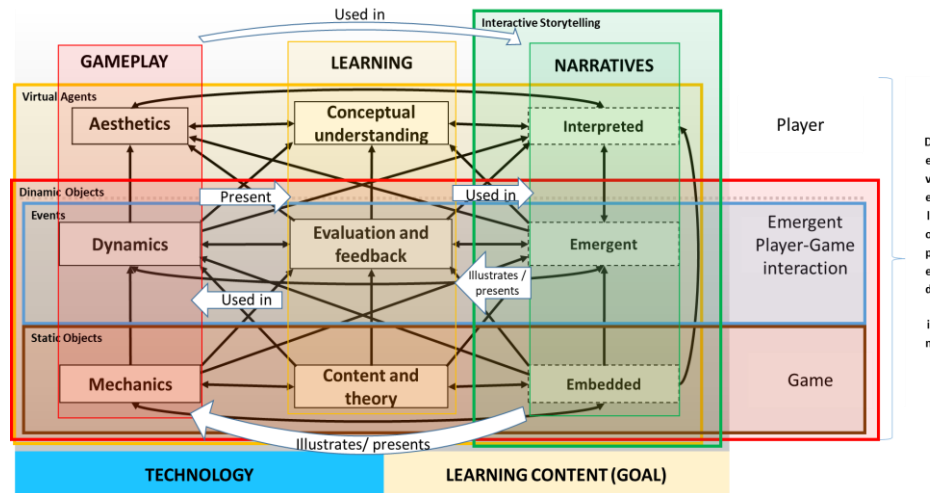 Used in
Interactive Storytelling
GAMEPLAY
LEARNING
NARRATIVES
Virtual Agents
Aesthetics
Conceptual
understanding
Interpreted
Player
Dinamic Objects
Present
Used in
Events
Dynamics
Evaluation and
feedback
Emergent
Emergent
Player-Game
interaction
Illustrates /
presents
Used in
Static Objects
Mechanics
Content and
theory
Embedded
Game
Illustrates/ presents
TECHNOLOGY
LEARNING CONTENT (GOAL)
D
e
v
e
l
o
p
e
d
i
n